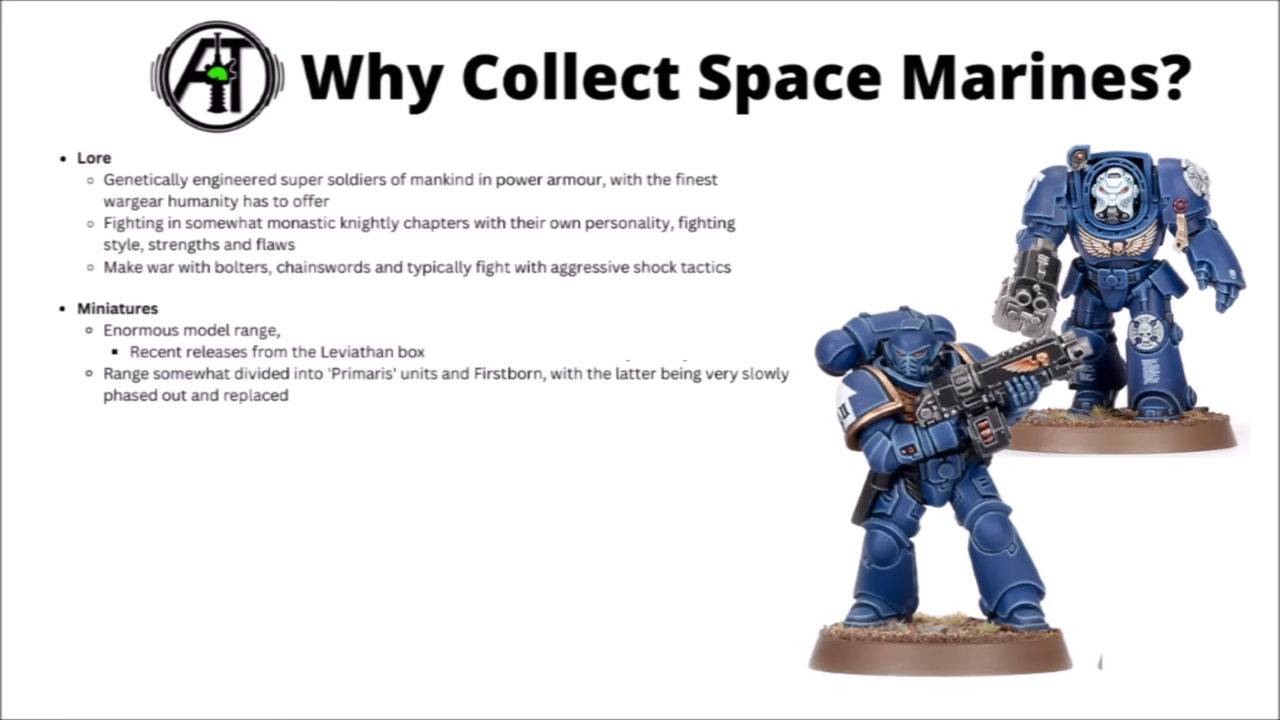 AT
Why Collect Space Marines?
Lore
Genetically engineered super soldiers of mankind in power armour, with the finest
wargear humanity has to offer
Fighting in somewhat monastic knightly chapters with their own personality, fighting
style, strengths and flaws
Make war with bolters, chainswords and typically fight with aggressive shock tactics
Miniatures
Enormous model range,
Recent releases from the Leviathan box
Range somewhat divided into 'Primaris' units and Firstborn, with the latter being very slowly
phased out and replaced